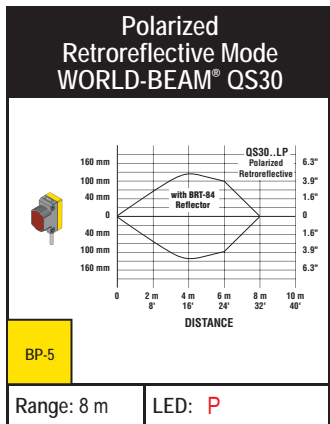 Polarized
Retroreflective Mode
WORLD-BEAM® QS30
QS30..LP
Polarized
Retroreflective
160 mm 6.3"
100 mm 3.9"
40 mm 1.6"
with BRT-84
Reflector
0 0
40 mm 1.6"
100 mm 3.9"
160 mm 6.3"
0 2 m 4 m 6 m 8 m 10 m
8' 16' 24' 32' 40'
DISTANCE
BP-5
Range: 8 m LED: P